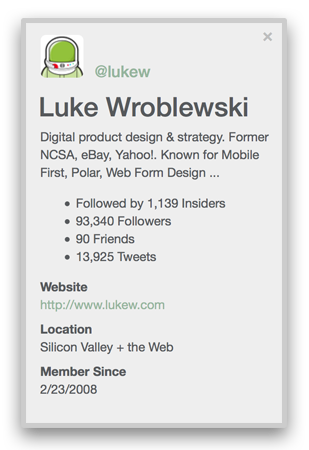 @lukew
Luke Wroblewski
Digital product design & strategy. Former
NCSA, eBay, Yahoo!. Known for Mobile
First, Polar, Web Form Design ...
• Followed by 1,139 Insiders
• 93,340 Followers
• 90 Friends
• 13,925 Tweets
Website
http://www.lukew.com
Location
Silicon Valley + the Web
Member Since
2/23/2008